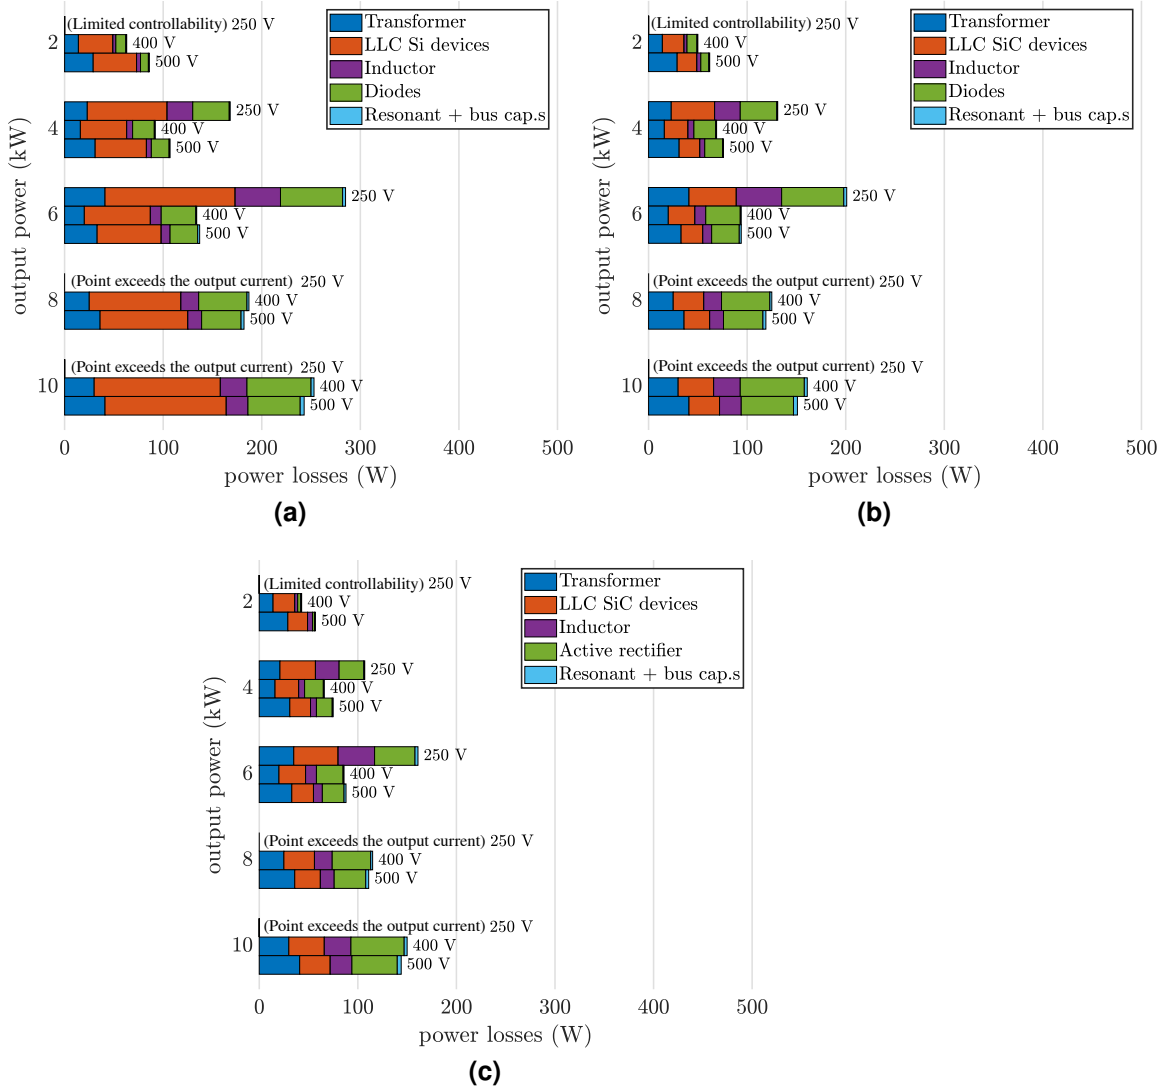 (Limited controllability) 250 V
2
400 V
500 V
250 V
4
400 V
500 V
250 V
6
400 V
500 V
(Point exceeds the output current) 250 V
8
400 V
500 V
(Point exceeds the output current) 250 V
10
400 V
500 V
output power (kW)
Transformer
LLC Si devices
Inductor
Diodes
Resonant + bus cap.s
0 100 200 300 400 500
power losses (W)
(a)
(Limited controllability) 250 V
2
400 V
500 V
250 V
4
400 V
500 V
250 V
6
400 V
500 V
(Point exceeds the output current) 250 V
8
400 V
500 V
(Point exceeds the output current) 250 V
10
400 V
500 V
output power (kW)
Transformer
LLC SiC devices
Inductor
Diodes
Resonant + bus cap.s
0 100 200 300 400 500
power losses (W)
(b)
(Limited controllability) 250 V
2
400 V
500 V
250 V
4
400 V
500 V
250 V
6
400 V
500 V
(Point exceeds the output current) 250 V
8
400 V
500 V
(Point exceeds the output current) 250 V
10
400 V
500 V
output power (kW)
Transformer
LLC SiC devices
Inductor
Active rectifier
Resonant + bus cap.s
0 100 200 300 400 500
power losses (W)
(c)